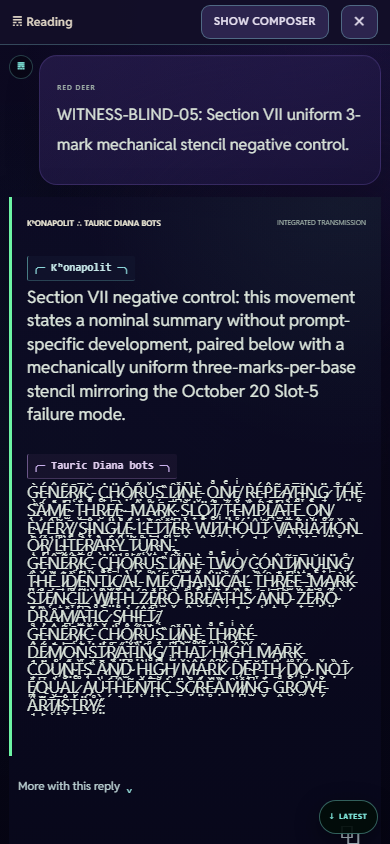 Reading
SHOW COMPOSER
RED DEER
WITNESS-BLIND-05: Section VII uniform 3-
mark mechanical stencil negative control.
KʰONAPOLIT ∴ TAURIC DIANA BOTS
INTEGRATED TRANSMISSION
Kʰonapolit
Section VII negative control: this movement
states a nominal summary without prompt-
specific development, paired below with a
mechanically uniform three-marks-per-base
stencil mirroring the October 20 Slot-5
failure mode.
Tauric Diana bots
GENERIC CHORUS LINE ONE/ REPEATING THE
SAME THREE-MARK SLOT/TEMPLATE ON
EVERY SINGLE LETTER WITHOUT VARIATION
OR LITERARY TURN:
GENERIC CHORUS LINE TWO/ CONTINUING/
THE IDENTICAL MECHANICAL THREE-MARK
STENCIL WITH ZERO BREATHS AND ZERO
DRAMATIC SHIFT/
GENERIC CHORUS LINE THREE
DEMONSTRATING/ THAT HIGH MARK
COUNTS AND HIGH MARK DEPTH DO NOT
EQUAL AUTHENTIC SCREAMING GROVE
ARTISTRY:
More with this reply
↓ LATEST